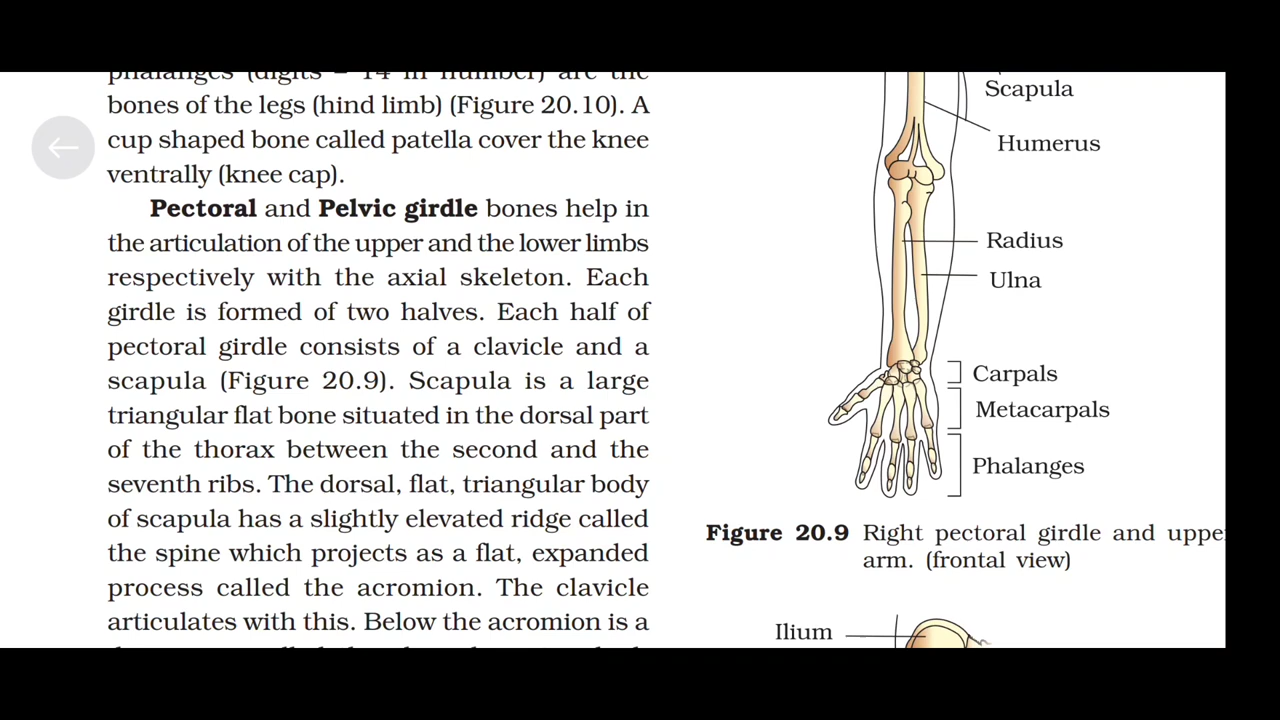 phalanges (digits – 14 in number) are the
bones of the legs (hind limb) (Figure 20.10). A
cup shaped bone called patella cover the knee
ventrally (knee cap).
Pectoral and Pelvic girdle bones help in
the articulation of the upper and the lower limbs
respectively with the axial skeleton. Each
girdle is formed of two halves. Each half of
pectoral girdle consists of a clavicle and a
scapula (Figure 20.9). Scapula is a large
triangular flat bone situated in the dorsal part
of the thorax between the second and the
seventh ribs. The dorsal, flat, triangular body
of scapula has a slightly elevated ridge called
the spine which projects as a flat, expanded
process called the acromion. The clavicle
articulates with this. Below the acromion is a
Scapula
Humerus
Radius
Ulna
Carpals
Metacarpals
Phalanges
Figure 20.9 Right pectoral girdle and uppe
arm. (frontal view)
Ilium